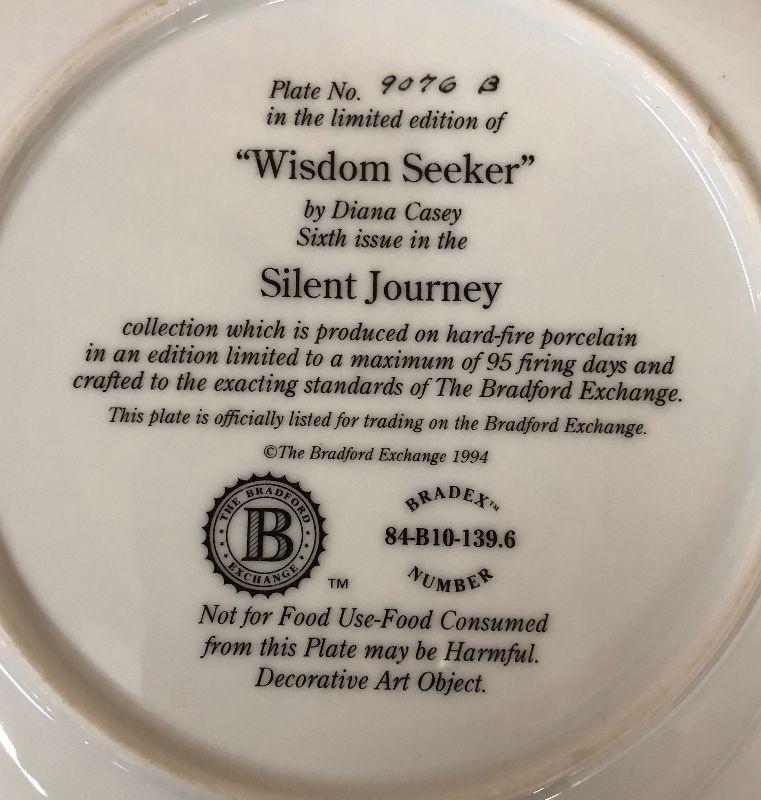 Plate No. 9076 B
in the limited edition of
“Wisdom Seeker”
by Diana Casey
Sixth issue in the
Silent Journey
collection which is produced on hard-fire porcelain
in an edition limited to a maximum of 95 firing days and
crafted to the exacting standards of The Bradford Exchange.
This plate is officially listed for trading on the Bradford Exchange.
©The Bradford Exchange 1994
THE BRADFORD
B
EXCHANGE
TM
BRADEX™
84-B10-139.6
NUMBER
Not for Food Use-Food Consumed
from this Plate may be Harmful.
Decorative Art Object.